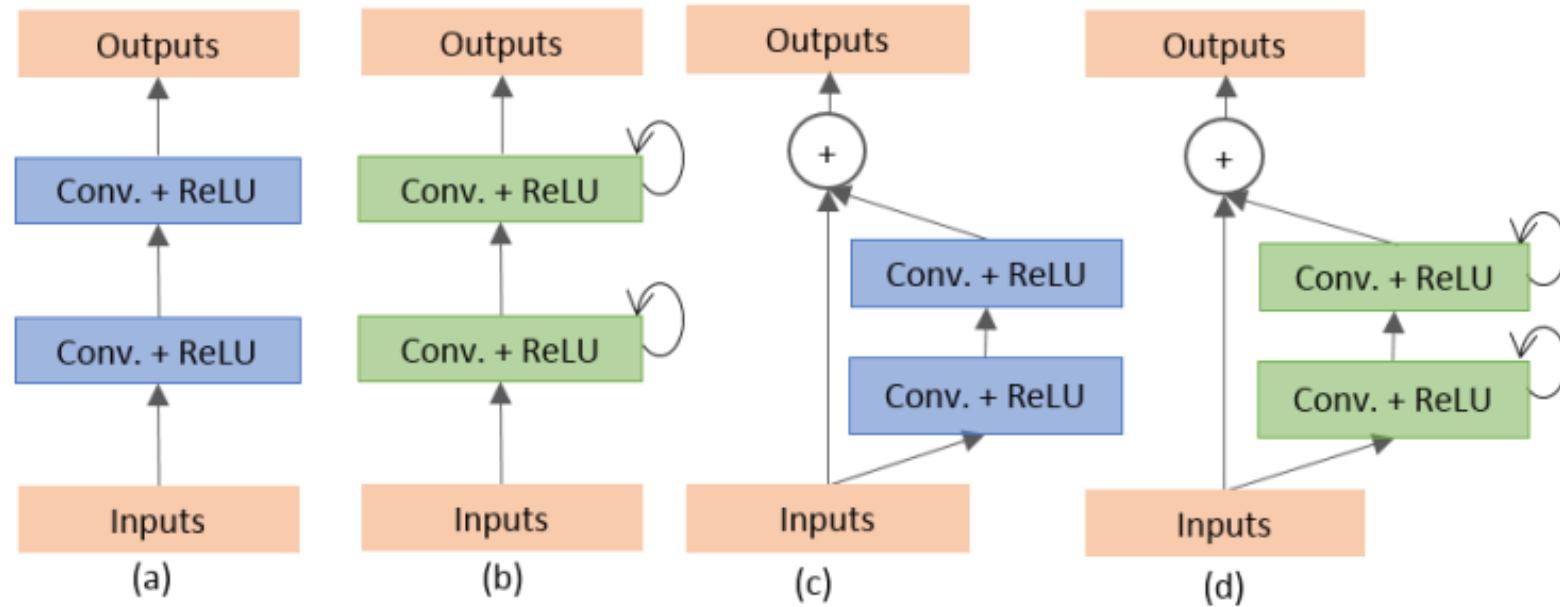 Outputs
Conv. + ReLU
Conv. + ReLU
Inputs
(a)
Outputs
Conv. + ReLU
Conv. + ReLU
Inputs
(b)
Outputs
+
Conv. + ReLU
Conv. + ReLU
Inputs
(c)
Outputs
+
Conv. + ReLU
Conv. + ReLU
Inputs
(d)